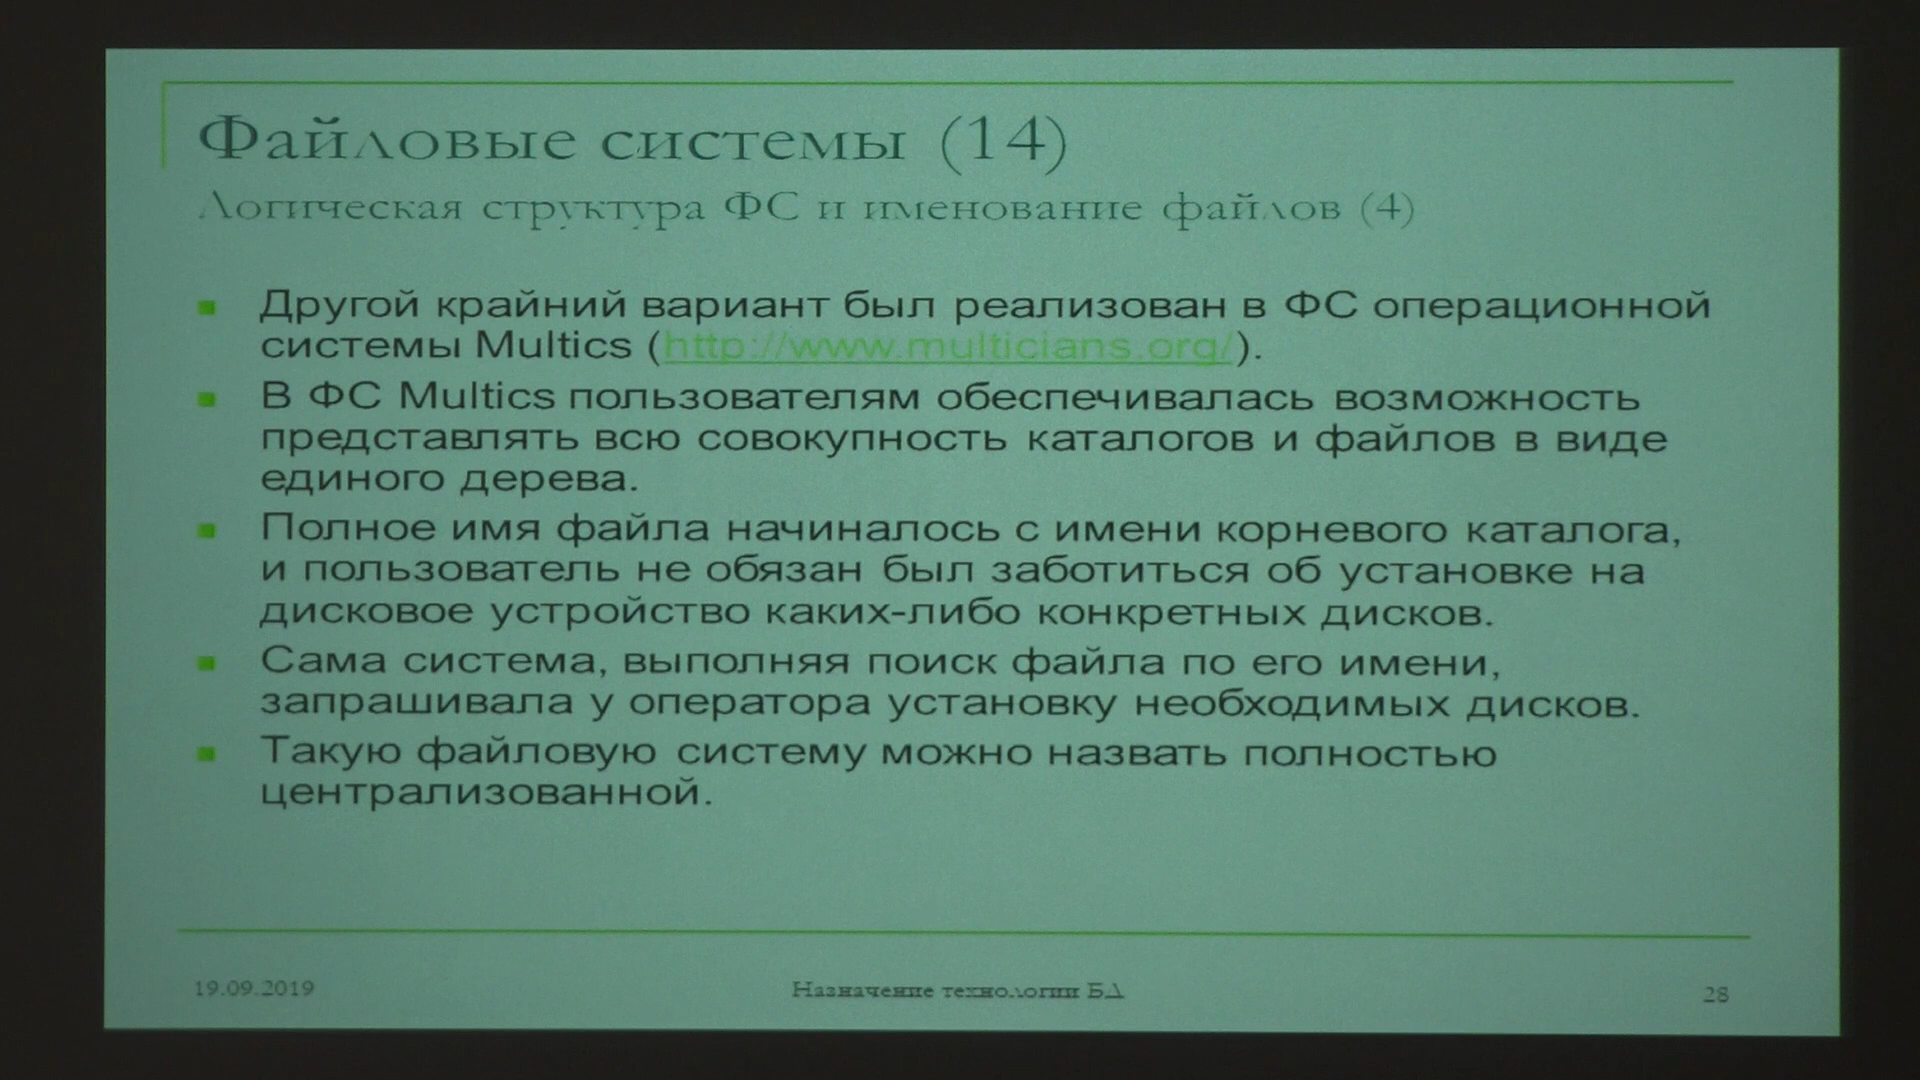 Файловые системы (14)
Логическая структура ФС и именование файлов (4)
Другой крайний вариант был реализован в ФС операционной
системы Multics (http://www.multicians.org/).
В ФС Multics пользователям обеспечивалась возможность
представлять всю совокупность каталогов и файлов в виде
единого дерева.
Полное имя файла начиналось с имени корневого каталога,
и пользователь не обязан был заботиться об установке на
дисковое устройство каких-либо конкретных дисков.
Сама система, выполняя поиск файла по его имени,
запрашивала у оператора установку необходимых дисков.
Такую файловую систему можно назвать полностью
централизованной.
19.09.2019
Назначение технологии БД
28